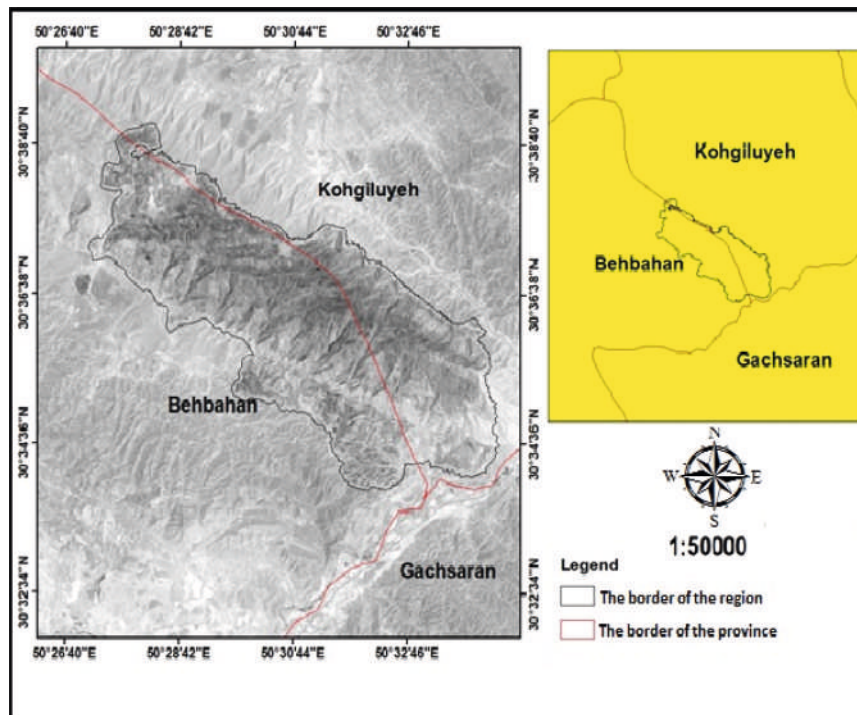 50°26'40"E 50°28'42"E 50°30'44"E 50°32'46"E
30°38'40"N
30°36'38"N
30°34'36"N
30°32'34"N
Kohgiluyeh
Behbahan
Gachsaran
30°38'40"N
30°36'38"N
30°34'36"N
30°32'34"N
50°26'40"E 50°28'42"E 50°30'44"E 50°32'46"E
Kohgiluyeh
Behbahan
Gachsaran
N
W E
S
1:50000
Legend
The border of the region
The border of the province